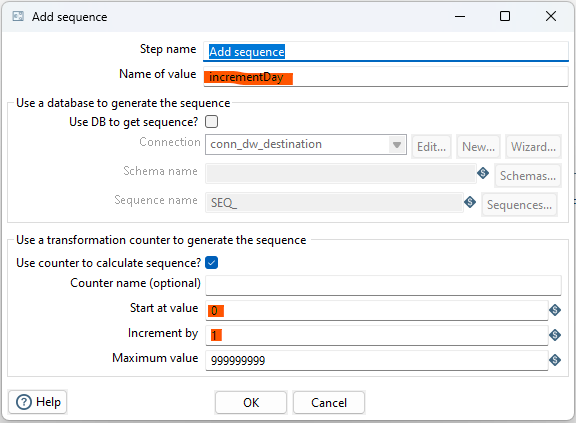 Add sequence
Step name Add sequence
Name of value incrementDay
Use a database to generate the sequence
Use DB to get sequence?
Connection conn_dw_destination Edit... New... Wizard...
Schema name Schemas...
Sequence name SEQ_ Sequences...
Use a transformation counter to generate the sequence
Use counter to calculate sequence?
Counter name (optional)
Start at value 0
Increment by 1
Maximum value 999999999
Help OK Cancel